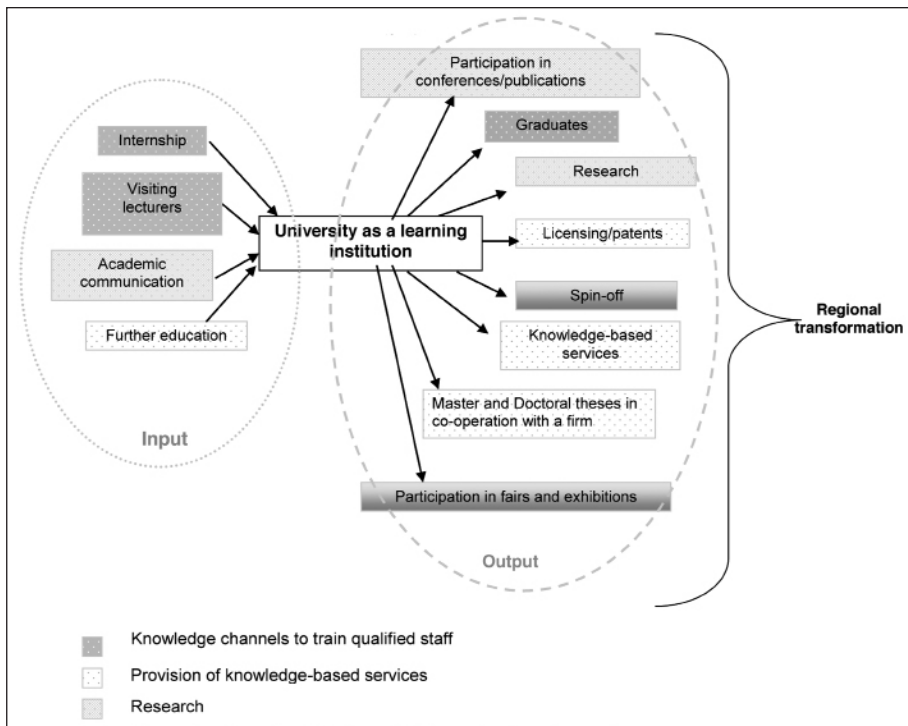 Participation in
conferences/publications
Graduates
Internship
Research
Visiting
lecturers
University as a learning
institution
Licensing/patents
Academic
communication
Spin-off
Regional
transformation
Further education
Knowledge-based
services
Master and Doctoral theses in
co-operation with a firm
Input
Participation in fairs and exhibitions
Output
Knowledge channels to train qualified staff
Provision of knowledge-based services
Research